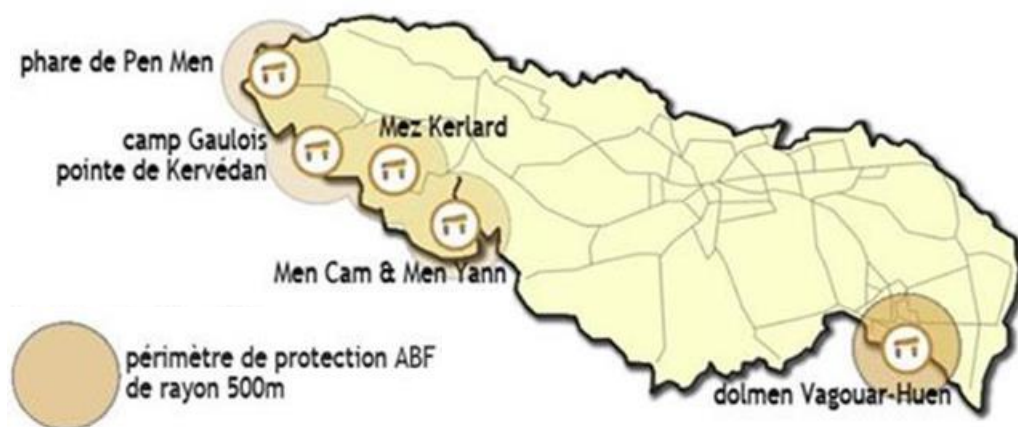 phare de Pen Men
camp Gaulois
pointe de Kervédan
Mez Kerlard
Men Cam & Men Yann
périmètre de protection ABF
de rayon 500m
dolmen Vagouar-Huen